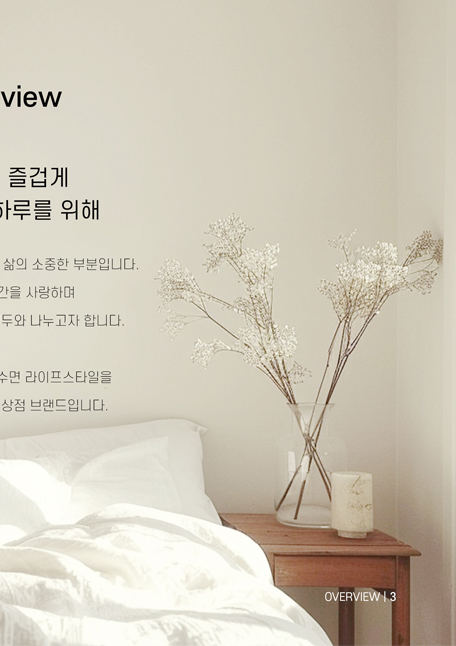 view
즐겁게
하루를 위해
삶의 소중한 부분입니다.
간을 사랑하며
두와 나누고자 합니다.
수면 라이프스타일을
상점 브랜드입니다.
OVERVIEW | 3